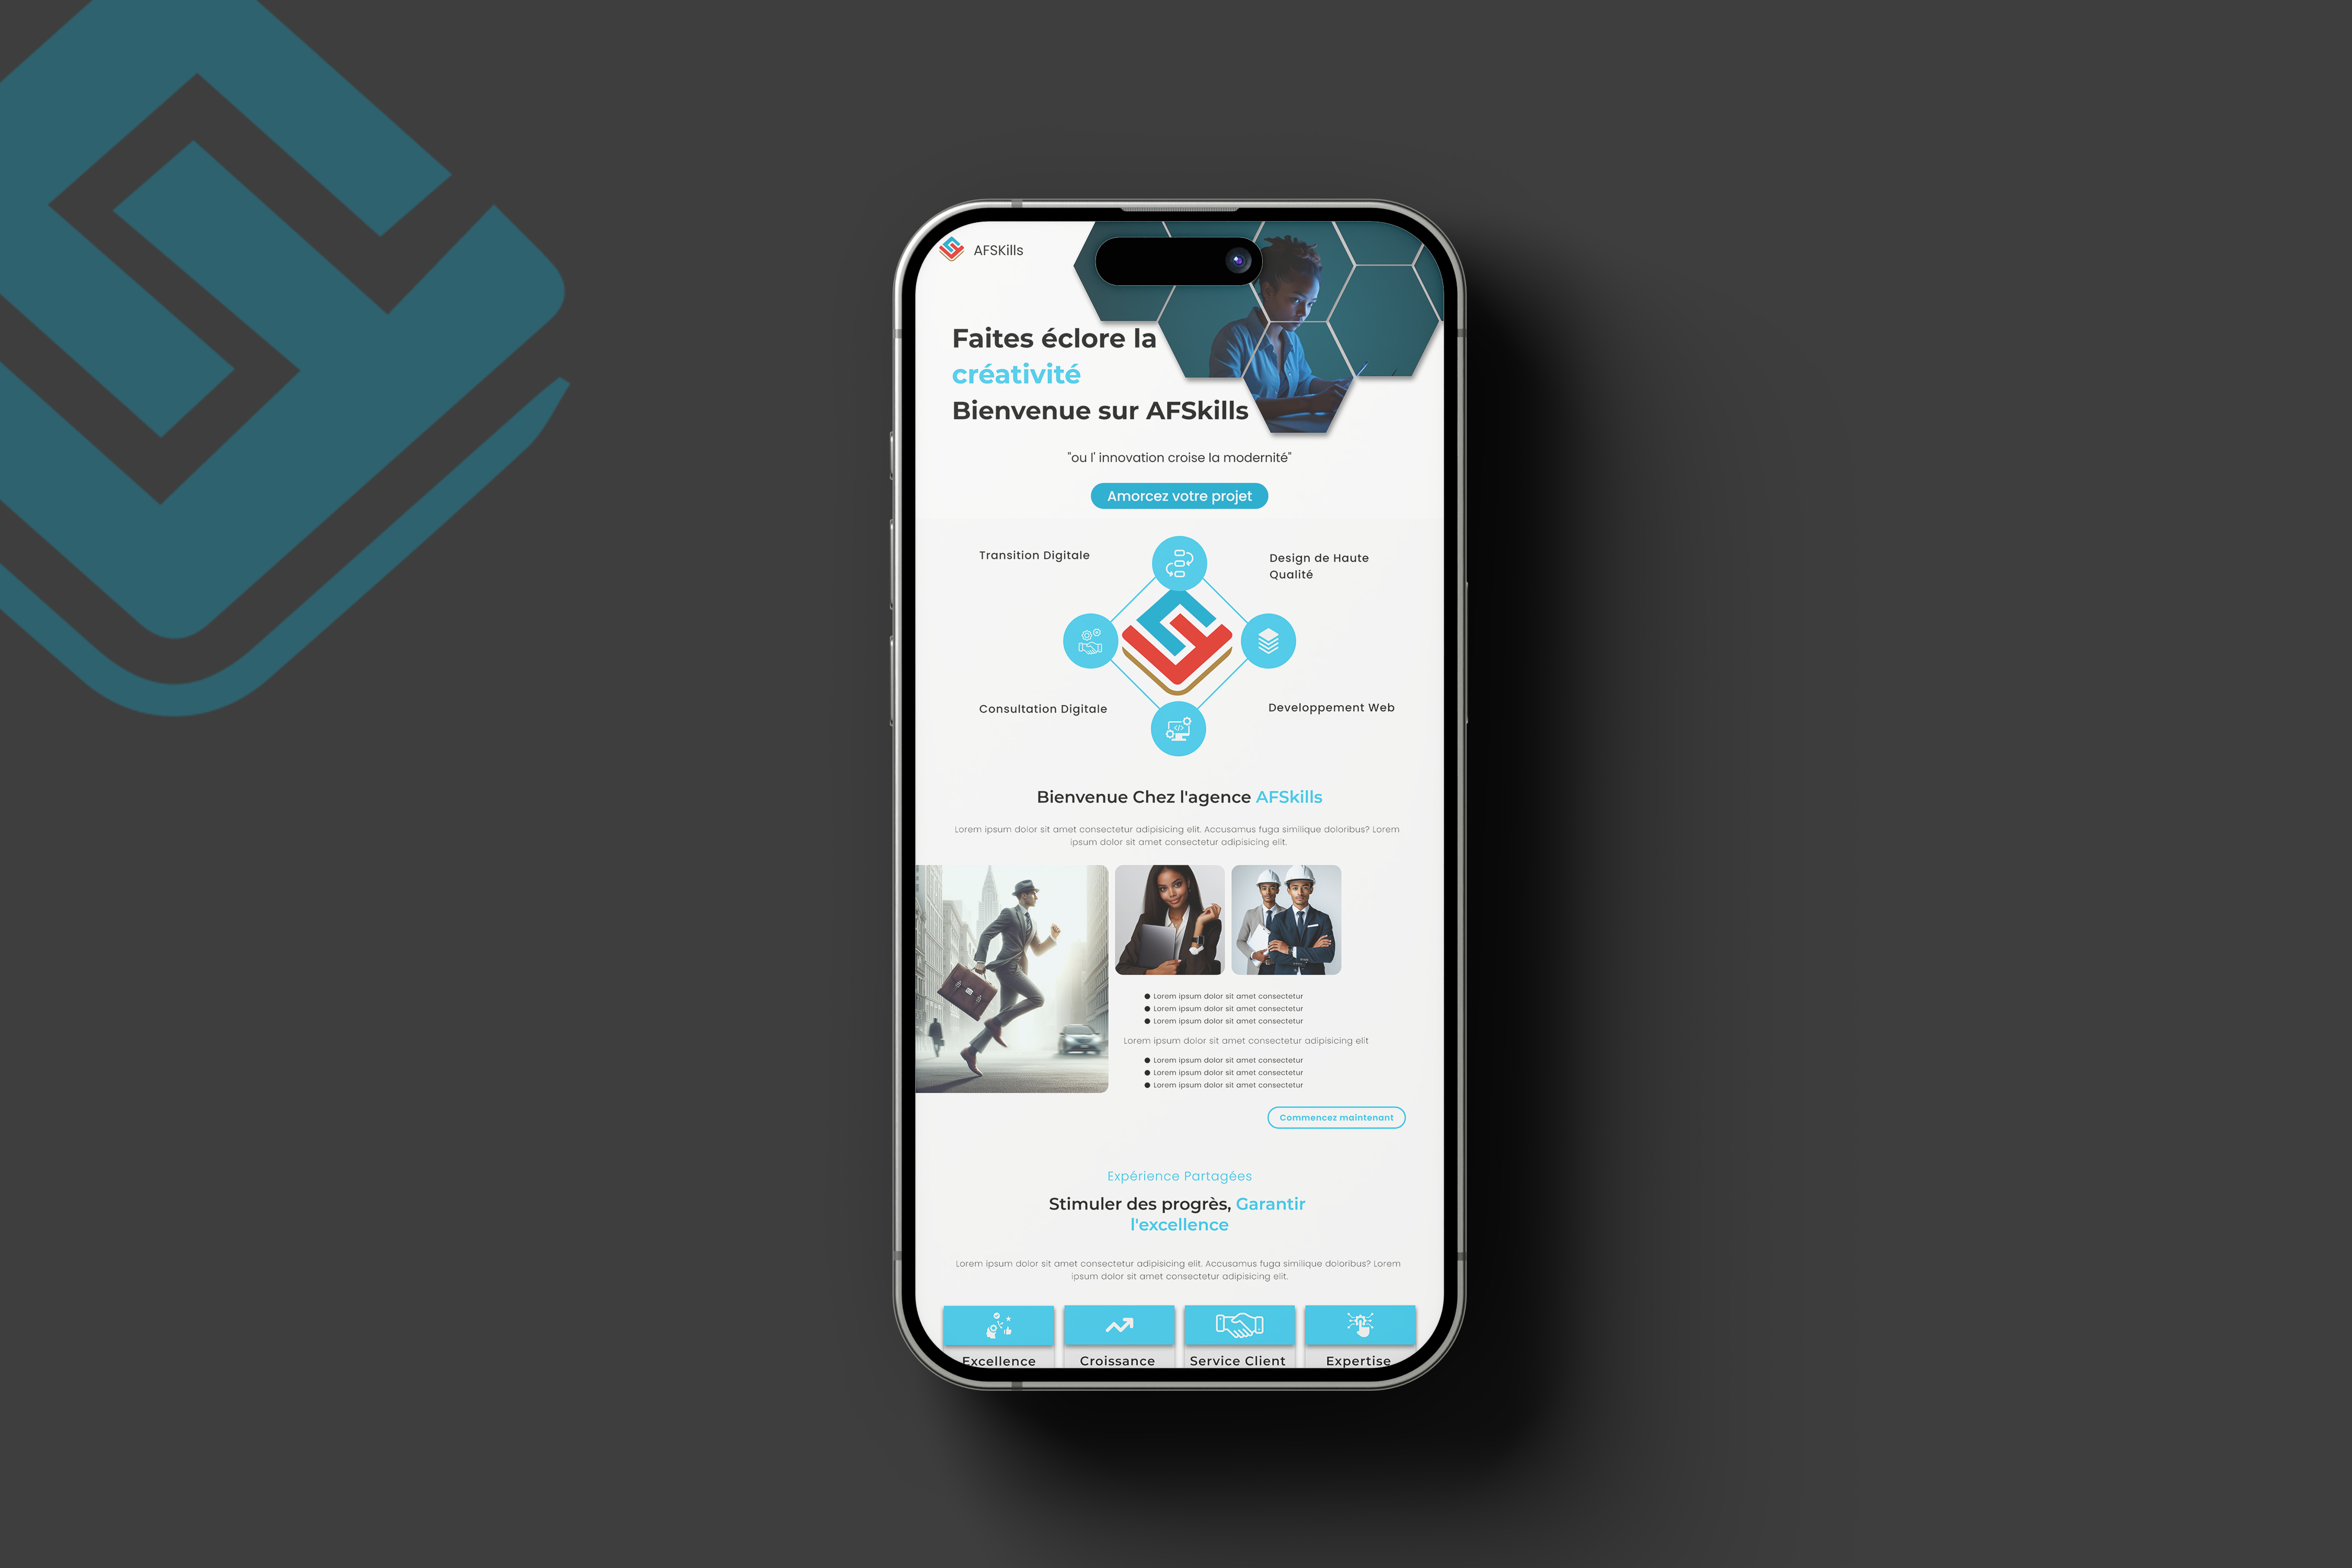 AFSKills
Faites éclore la
créativité
Bienvenue sur AFSkills
"ou l' innovation croise la modernité"
Amorcez votre projet
Transition Digitale
Design de Haute
Qualité
Consultation Digitale
Developpement Web
Bienvenue Chez l'agence AFSkills
Lorem ipsum dolor sit amet consectetur adipisicing elit. Accusamus fuga similique doloribus? Lorem
ipsum dolor sit amet consectetur adipisicing elit.
Lorem ipsum dolor sit amet consectetur
Lorem ipsum dolor sit amet consectetur
Lorem ipsum dolor sit amet consectetur
Lorem ipsum dolor sit amet consectetur adipisicing elit
Lorem ipsum dolor sit amet consectetur
Lorem ipsum dolor sit amet consectetur
Lorem ipsum dolor sit amet consectetur
Commencez maintenant
Expérience Partagées
Stimuler des progrès, Garantir
l'excellence
Lorem ipsum dolor sit amet consectetur adipisicing elit. Accusamus fuga similique doloribus? Lorem
ipsum dolor sit amet consectetur adipisicing elit.
Excellence
Croissance
Service Client
Expertise